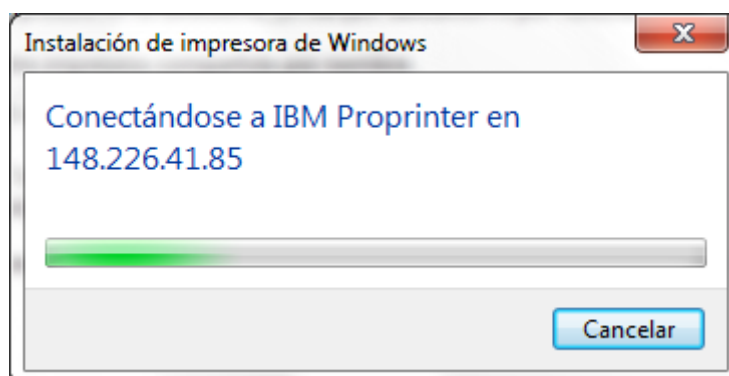 Instalación de impresora de Windows
Conectándose a IBM Proprinter en
148.226.41.85
Cancelar